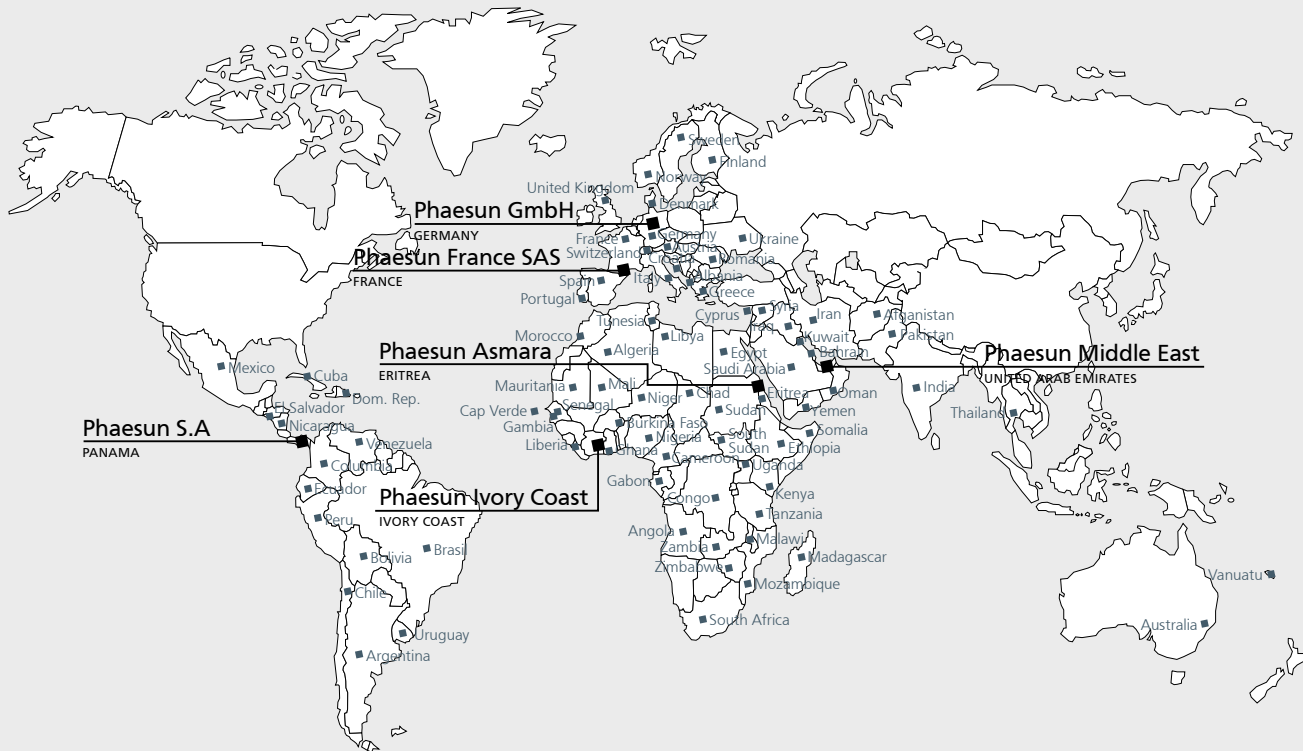 Sweden
Finland
Norway
United Kingdom
Denmark
Phaesun GmbH
GERMANY
Germany
France
Ukraine
Austria
Switzerland
Croatia
Romania
Phaesun France SAS
FRANCE
Italy
Albania
Spain
Greece
Portugal
Cyprus
Syria
Iran
Afganistan
Tunesia
Iraq
Morocco
Libya
Kuwait
Pakistan
Phaesun Asmara
ERITREA
Algeria
Egypt
Bahrain
Saudi Arabia
Phaesun Middle East
UNITED ARAB EMIRATES
Mexico
Cuba
Dom. Rep.
Mauritania
Mali
Niger
Chad
Eritrea
Oman
India
El Salvador
Cap Verde
Senegal
Sudan
Yemen
Thailand
Nicaragua
Gambia
Burkina Faso
Somalia
Phaesun S.A
PANAMA
Venezuela
Liberia
Ghana
Nigeria
South
Sudan
Ethiopia
Columbia
Cameroon
Uganda
Ecuador
Gabon
Phaesun Ivory Coast
IVORY COAST
Congo
Kenya
Peru
Tanzania
Angola
Malawi
Brasil
Zambia
Bolivia
Madagascar
Zimbabwe
Vanuatu
Mozambique
Chile
South Africa
Australia
Uruguay
Argentina